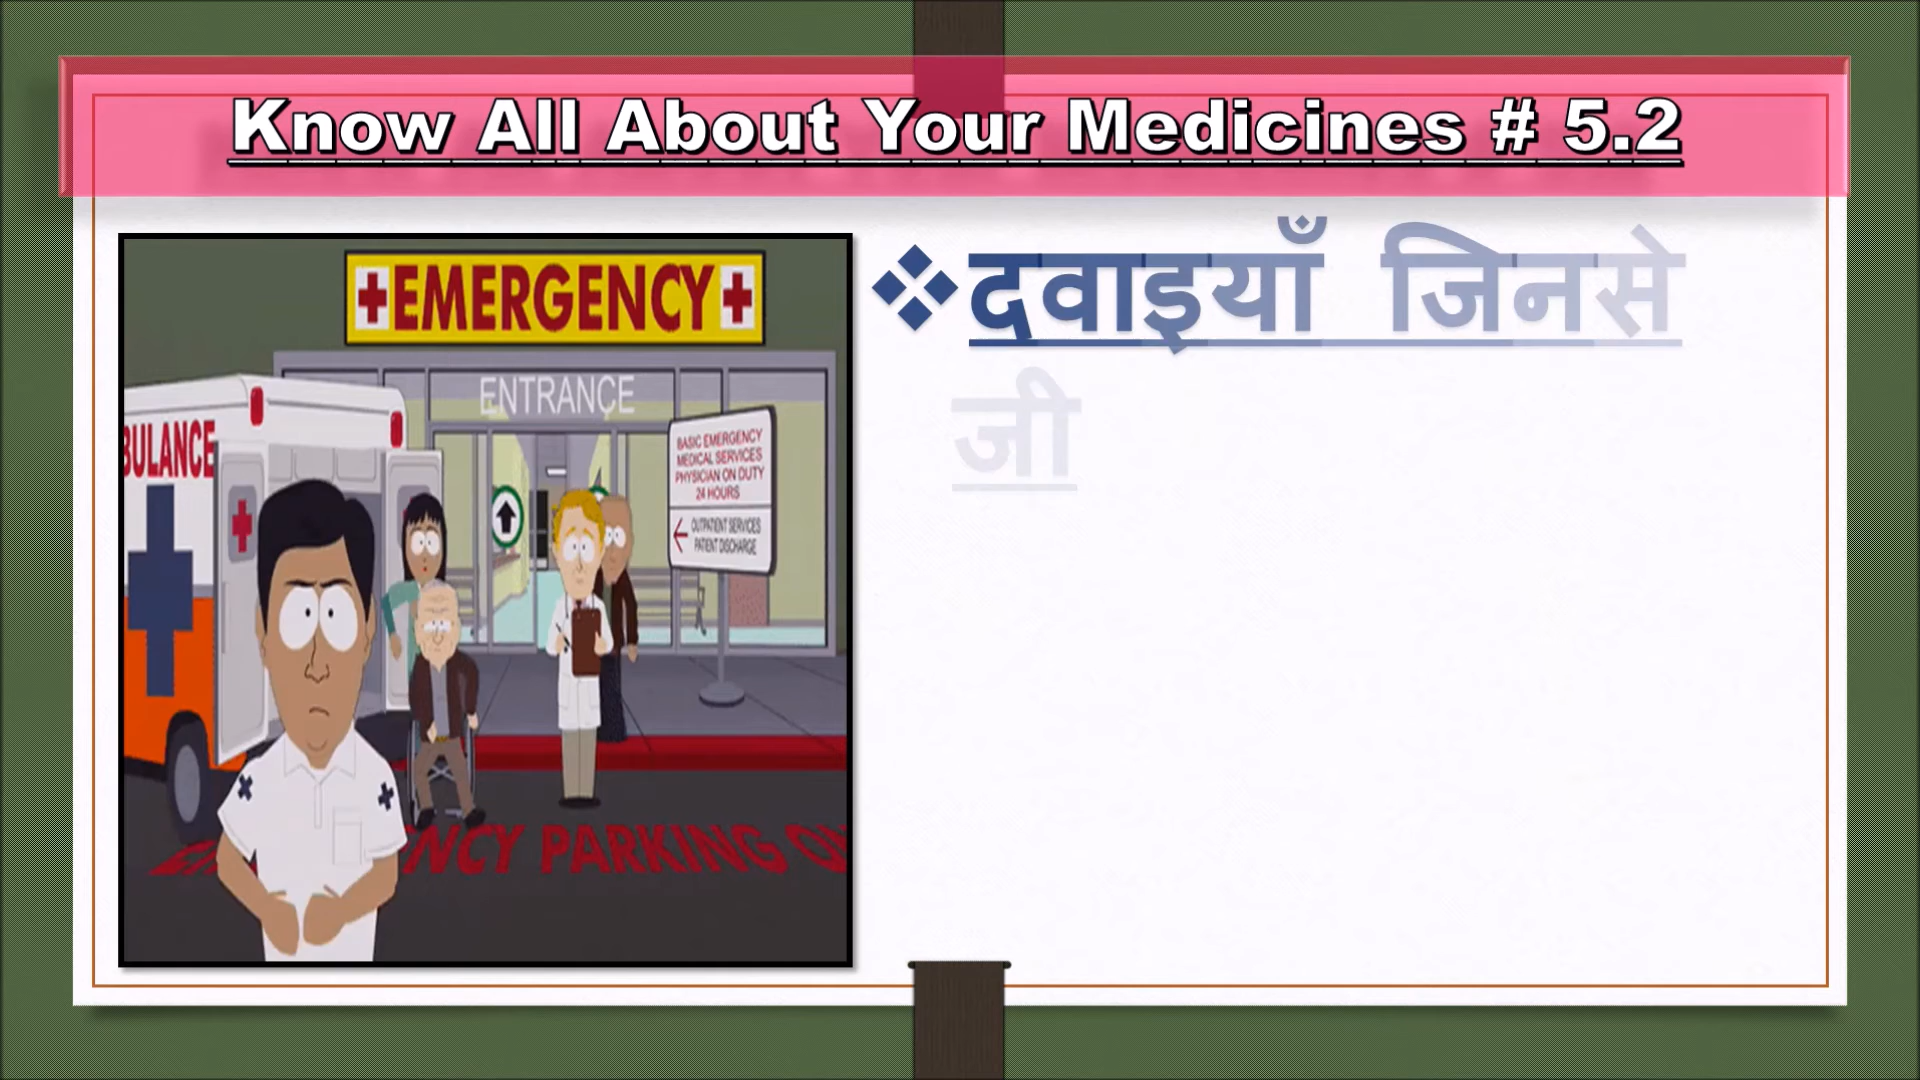 Know All About Your Medicines # 5.2
EMERGENCY
ENTRANCE
BULANCE
BASIC EMERGENCY
MEDICAL SERVICES
PHYSICIAN ON DUTY
24 HOURS
OUTPATIENT SERVICES
PATIENT DISCHARGE
NCY PARKING
दवाइयाँ जिनसे
जी